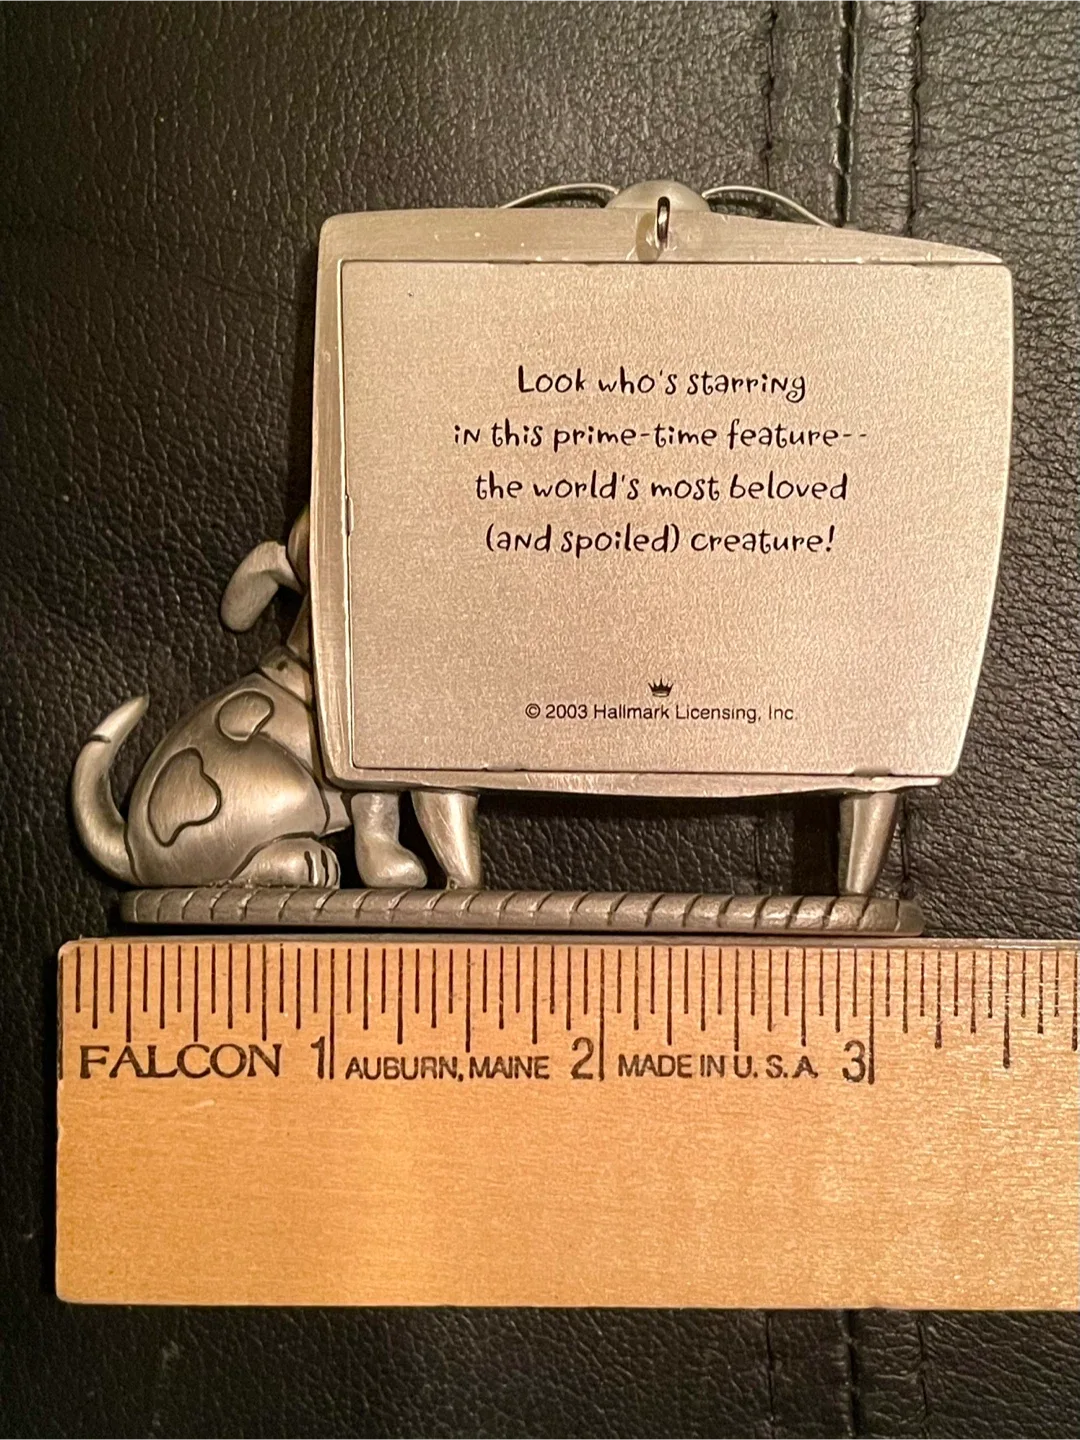 Look who's starring
in this prime-time feature--
the world's most beloved
(and spoiled) creature!
© 2003 Hallmark Licensing, Inc.
FALCON 1 AUBURN, MAINE 2 MADE IN U.S.A. 3